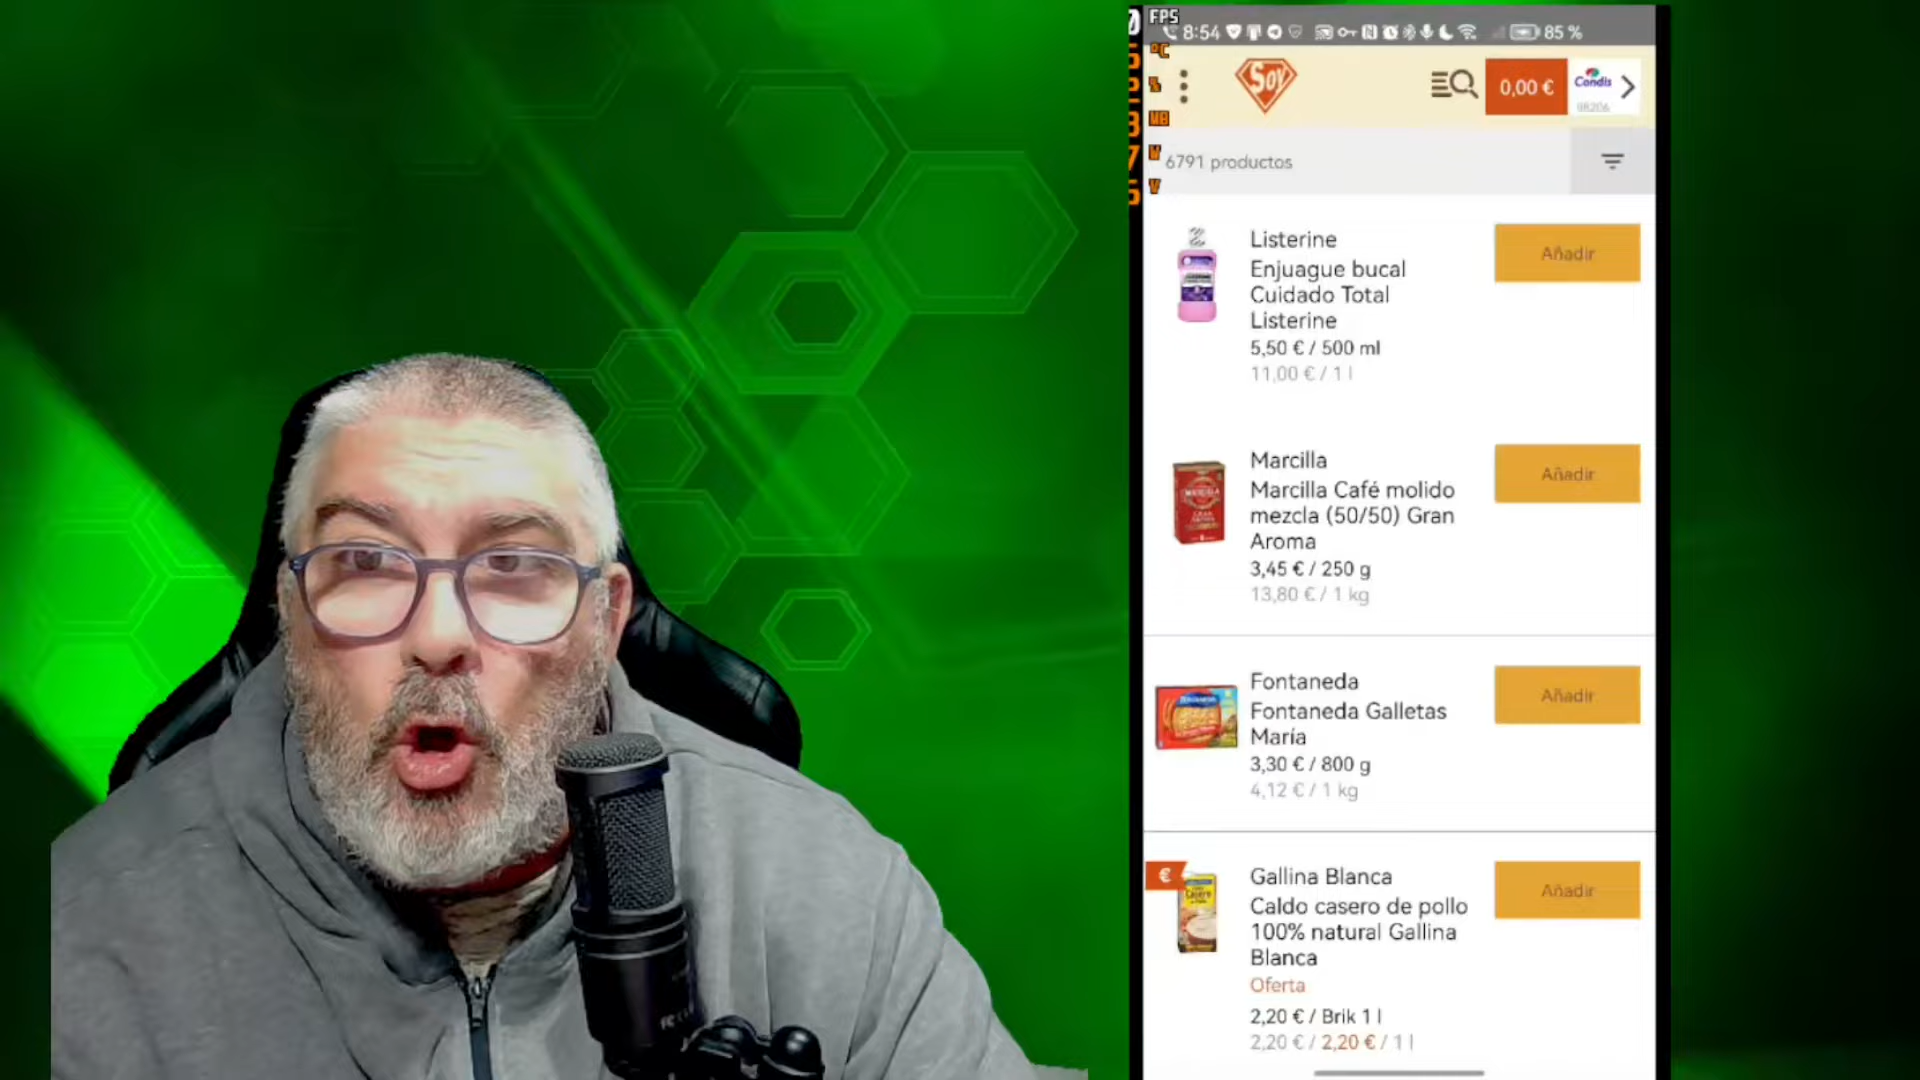 FPS
8:54
85 %
°C
%
MB
W
V
Soy
0,00 €
Condis
08206
6791 productos
Listerine
Enjuague bucal
Cuidado Total
Listerine
5,50 € / 500 ml
11,00 € / 1 l
Añadir
MARCILLA
Marcilla
Marcilla Café molido
mezcla (50/50) Gran
Aroma
3,45 € / 250 g
13,80 € / 1 kg
Añadir
Fontaneda
Fontaneda Galletas
María
3,30 € / 800 g
4,12 € / 1 kg
Añadir
€
Gallina Blanca
Caldo casero de pollo
100% natural Gallina
Blanca
Oferta
2,20 € / Brik 1 l
2,20 € / 2,20 € / 1 l
Añadir